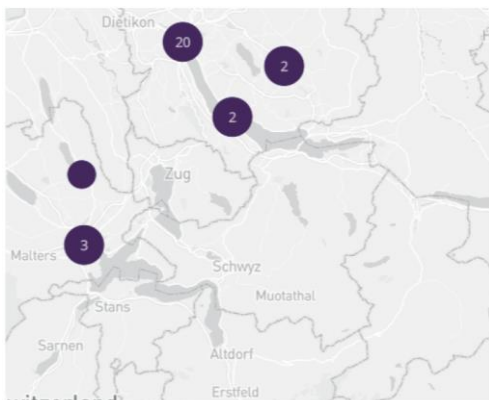 Dietikon
20
2
2
Zug
3
Malters
Schwyz
Muotathal
Stans
Sarnen
Altdorf
Erstfeld